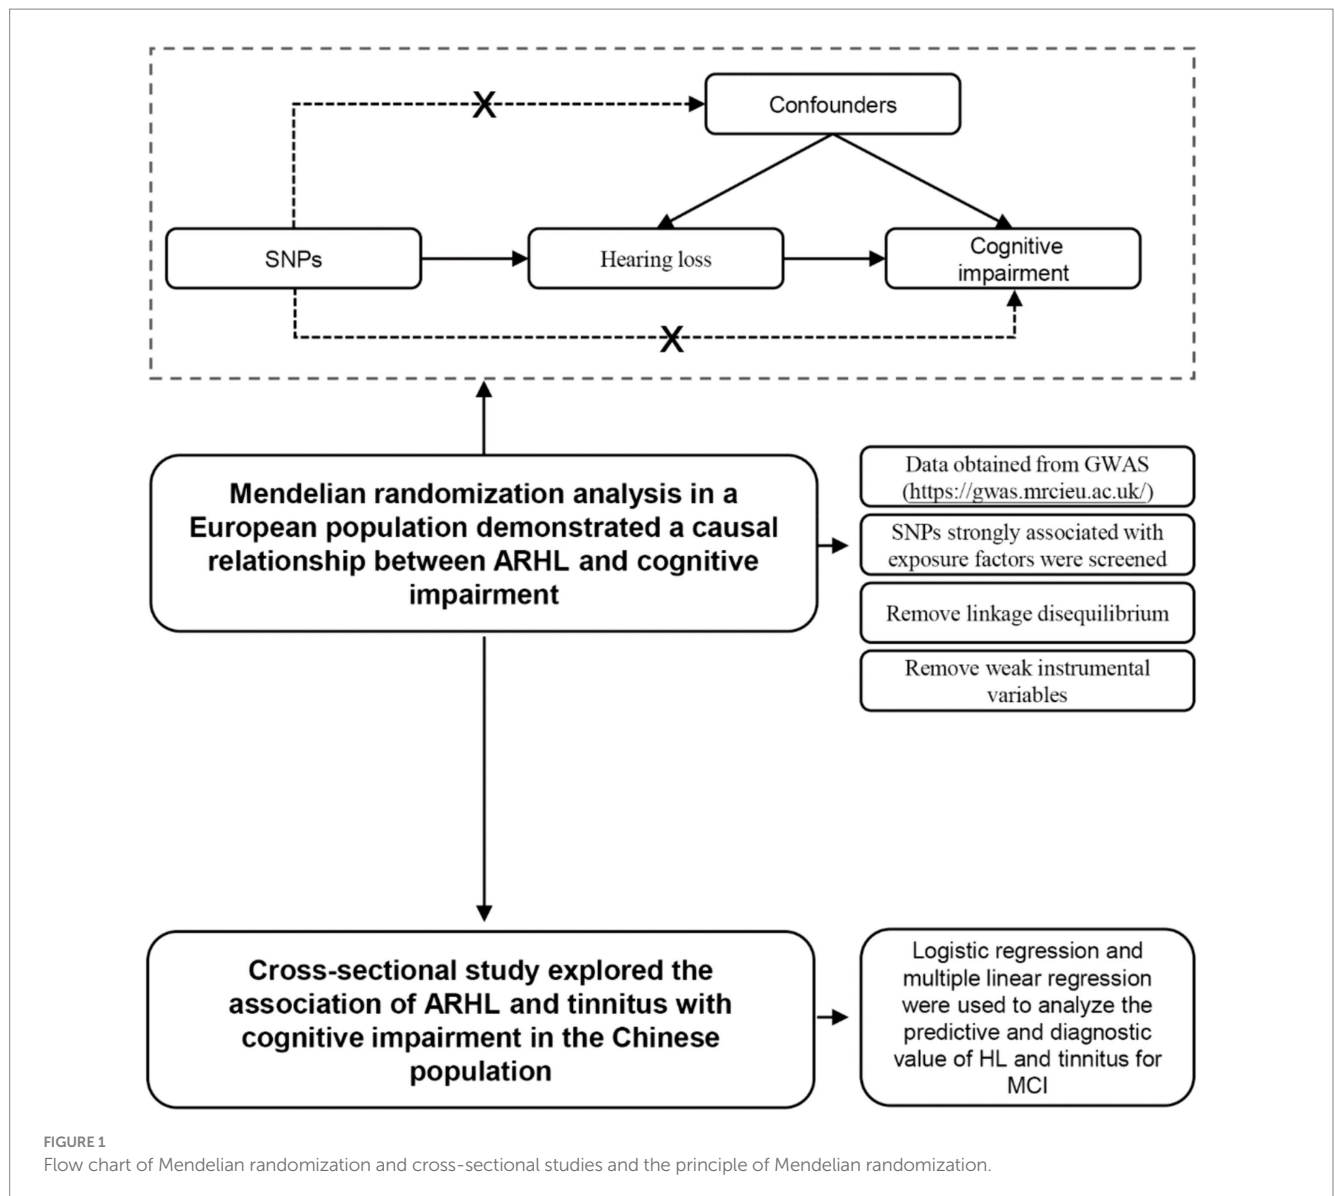 Confounders
X
SNPs
Hearing loss
Cognitive
impairment
X
Mendelian randomization analysis in a
European population demonstrated a causal
relationship between ARHL and cognitive
impairment
Data obtained from GWAS
(https://gwas.mrcieu.ac.uk/)
SNPs strongly associated with
exposure factors were screened
Remove linkage disequilibrium
Remove weak instrumental
variables
Cross-sectional study explored the
association of ARHL and tinnitus with
cognitive impairment in the Chinese
population
Logistic regression and
multiple linear regression
were used to analyze the
predictive and diagnostic
value of HL and tinnitus for
MCI
FIGURE 1
Flow chart of Mendelian randomization and cross-sectional studies and the principle of Mendelian randomization.